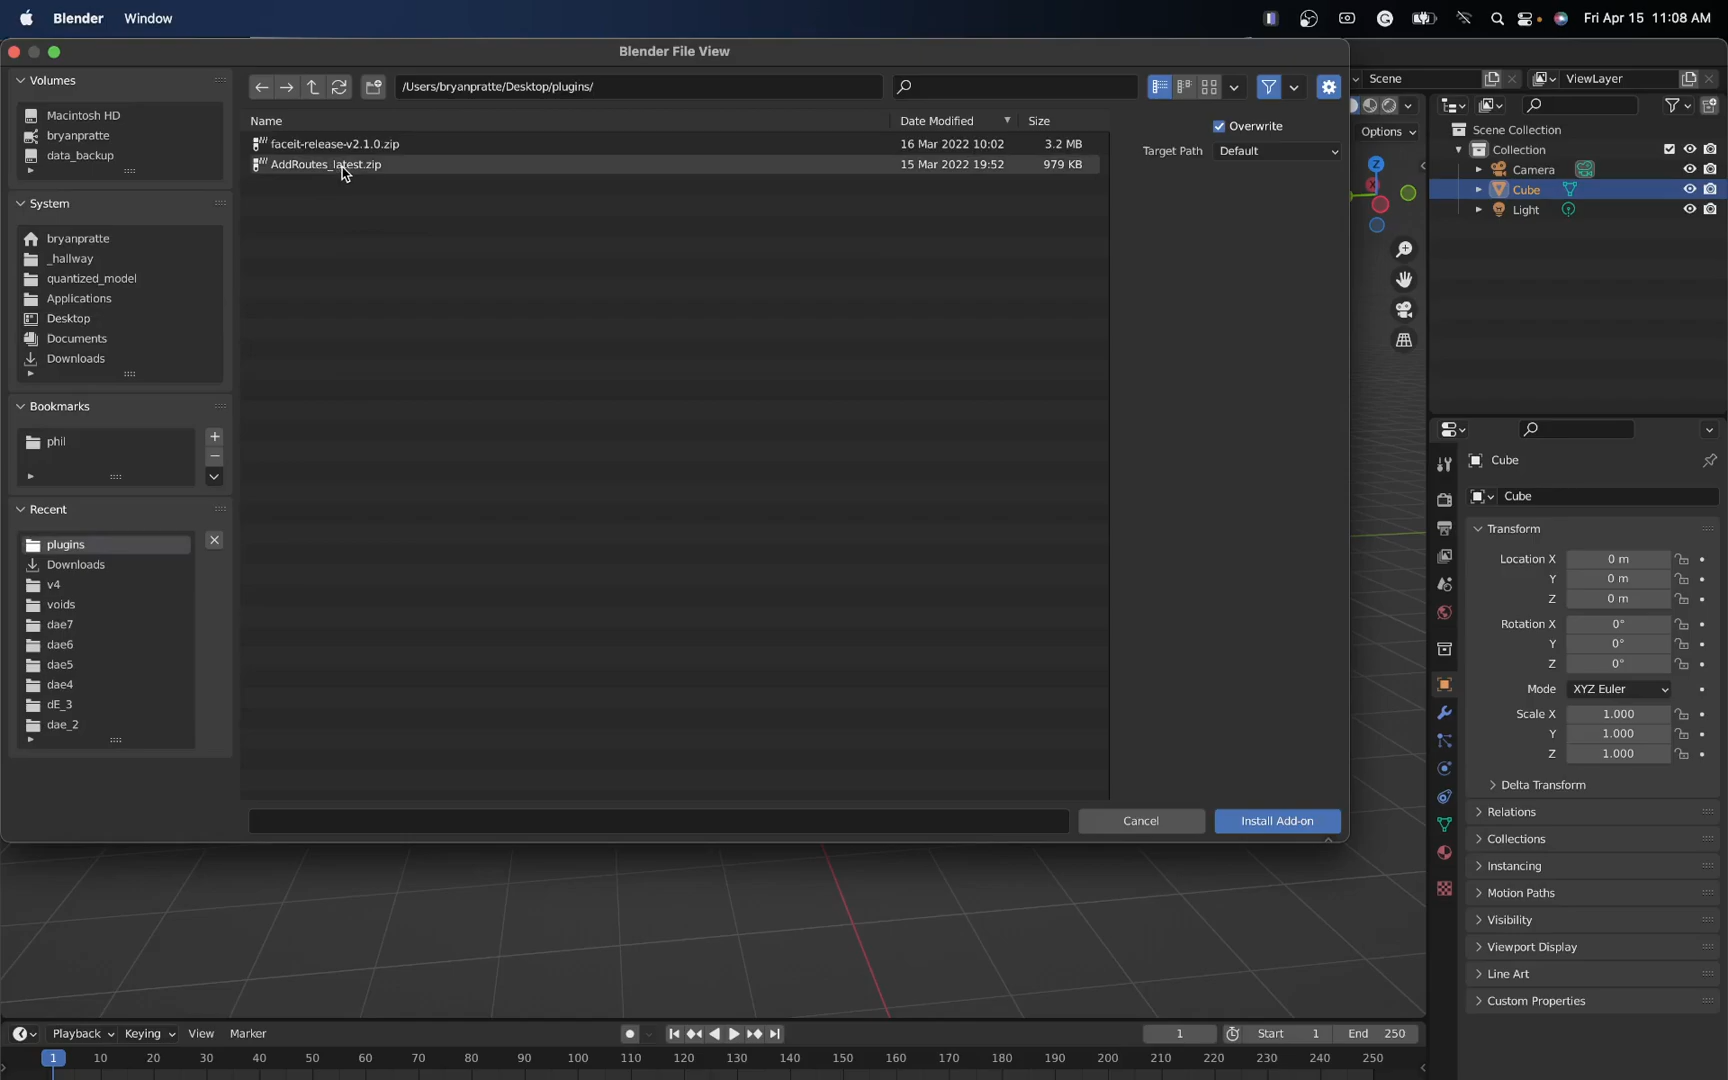 Blender Window Fri Apr 15 11:08 AM
Blender File View
Volumes
Macintosh HD
bryanpratte
data_backup
System
bryanpratte
_hallway
quantized_model
Applications
Desktop
Documents
Downloads
Bookmarks
phil
Recent
plugins
Downloads
v4
voids
dae7
dae6
dae5
dae4
dE_3
dae_2
/Users/bryanpratte/Desktop/plugins/
Name Date Modified Size
faceit-release-v2.1.0.zip 16 Mar 2022 10:02 3.2 MB
AddRoutes_latest.zip 15 Mar 2022 19:52 979 KB
Overwrite
Target Path Default
Cancel Install Add-on
Scene ViewLayer
Options
Scene Collection
Collection
Camera
Cube
Light
Z
Cube
Cube
Transform
Location X 0 m
Y 0 m
Z 0 m
Rotation X 0°
Y 0°
Z 0°
Mode XYZ Euler
Scale X 1.000
Y 1.000
Z 1.000
Delta Transform
Relations
Collections
Instancing
Motion Paths
Visibility
Viewport Display
Line Art
Custom Properties
Playback Keying View Marker 1 Start 1 End 250
1 10 20 30 40 50 60 70 80 90 100 110 120 130 140 150 160 170 180 190 200 210 220 230 240 250